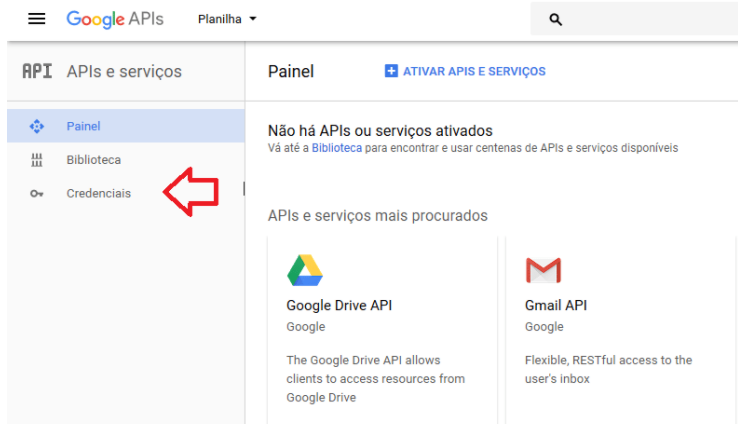 Google APIs
Planilha
API APIs e serviços
Painel
ATIVAR APIS E SERVIÇOS
Painel
Biblioteca
Credenciais
Não há APIs ou serviços ativados
Vá até a Biblioteca para encontrar e usar centenas de APIs e serviços disponíveis
APIs e serviços mais procurados
Google Drive API
Google
The Google Drive API allows
clients to access resources from
Google Drive
Gmail API
Google
Flexible, RESTful access to the
user's inbox